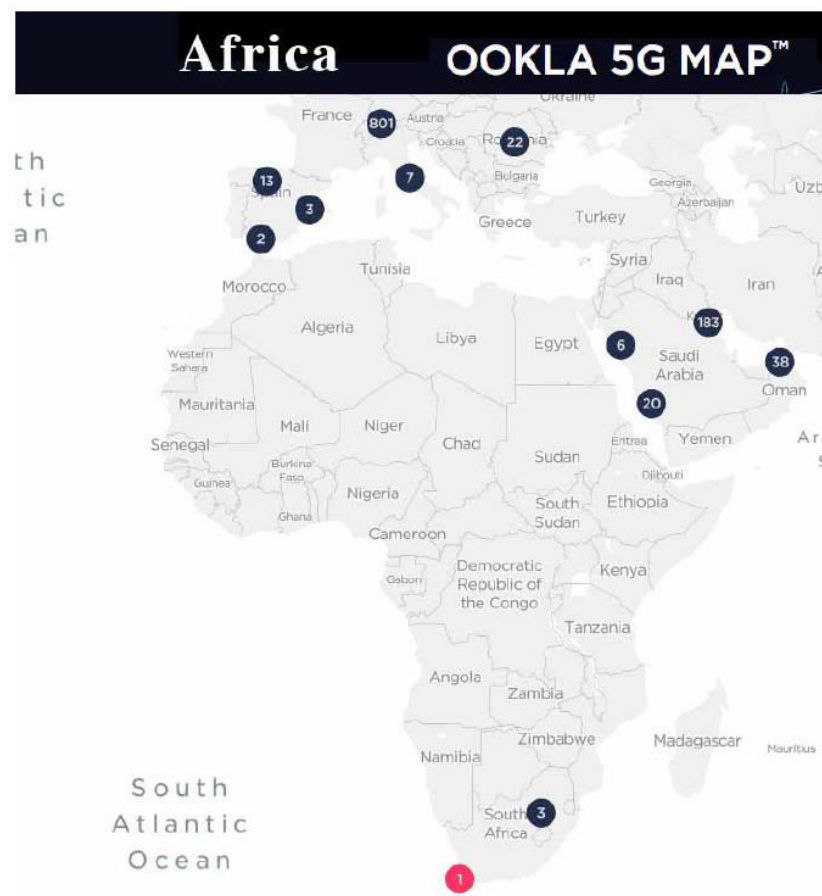 Africa
OOKLA 5G MAP™
Ukraine
France
801
Austria
Croatia
22
13
Spain
7
Bulgaria
Georgia
Uzb
3
Azerbaijan
Greece
Turkey
2
Syria
Tunisia
Iraq
Iran
Morocco
183
Algeria
Libya
Egypt
6
Saudi
Arabia
38
Western
Sahara
Oman
20
Mauritania
Mali
Niger
Chad
Sudan
Eritrea
Yemen
Senegal
Burkina
Faso
Djibouti
Guinea
Nigeria
South
Sudan
Ethiopia
Ghana
Cameroon
Democratic
Republic of
the Congo
Gabon
Kenya
Tanzania
Angola
Zambia
Zimbabwe
Madagascar
Mauritius
Namibia
South
Atlantic
Ocean
South
Africa
3
1